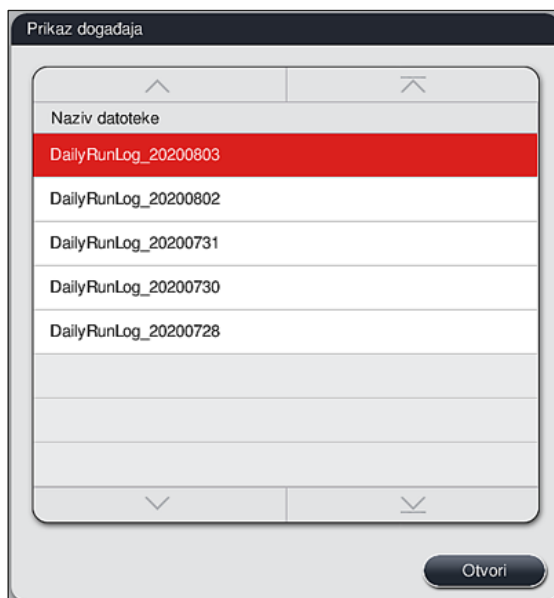 Prikaz događaja
Naziv datoteke
DailyRunLog_20200803
DailyRunLog_20200802
DailyRunLog_20200731
DailyRunLog_20200730
DailyRunLog_20200728
Otvori